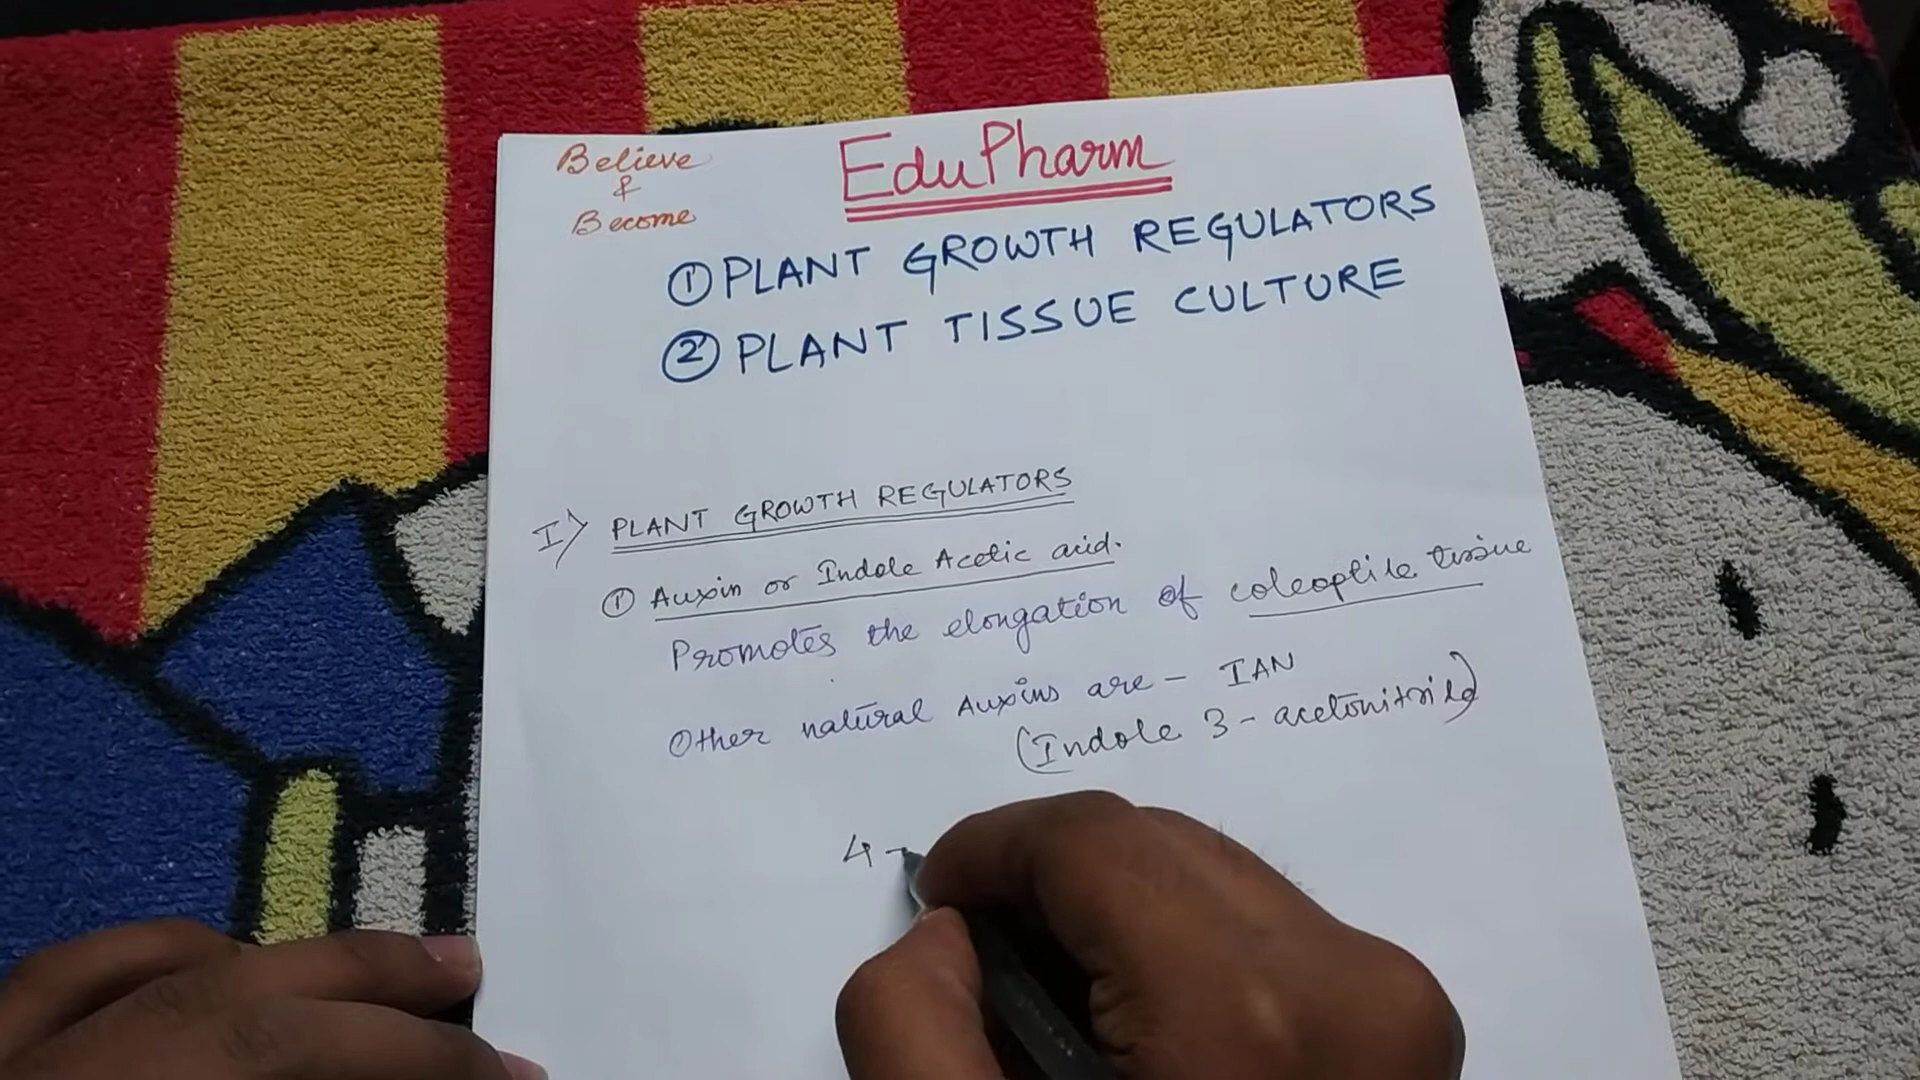 Believe
&
Become
EduPharm
① PLANT GROWTH REGULATORS
② PLANT TISSUE CULTURE
I) PLANT GROWTH REGULATORS
① Auxin or Indole Acetic acid.
Promotes the elongation of coleoptile tissue
Other natural Auxins are - IAN
(Indole 3 - acetonitrile)
4 -